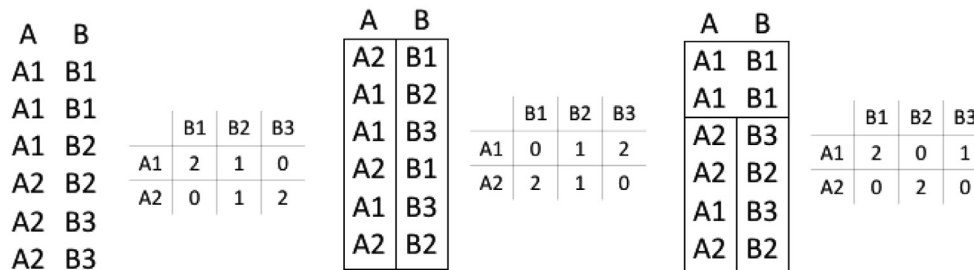 A B
A1 B1
A1 B1
A1 B2
A2 B2
A2 B3
A2 B3
B1 B2 B3
A1 2 1 0
A2 0 1 2
A B
A2 B1
A1 B2
A1 B3
A2 B1
A1 B3
A2 B2
B1 B2 B3
A1 0 1 2
A2 2 1 0
A B
A1 B1
A1 B1
A2 B3
A2 B2
A1 B3
A2 B2
B1 B2 B3
A1 2 0 1
A2 0 2 0